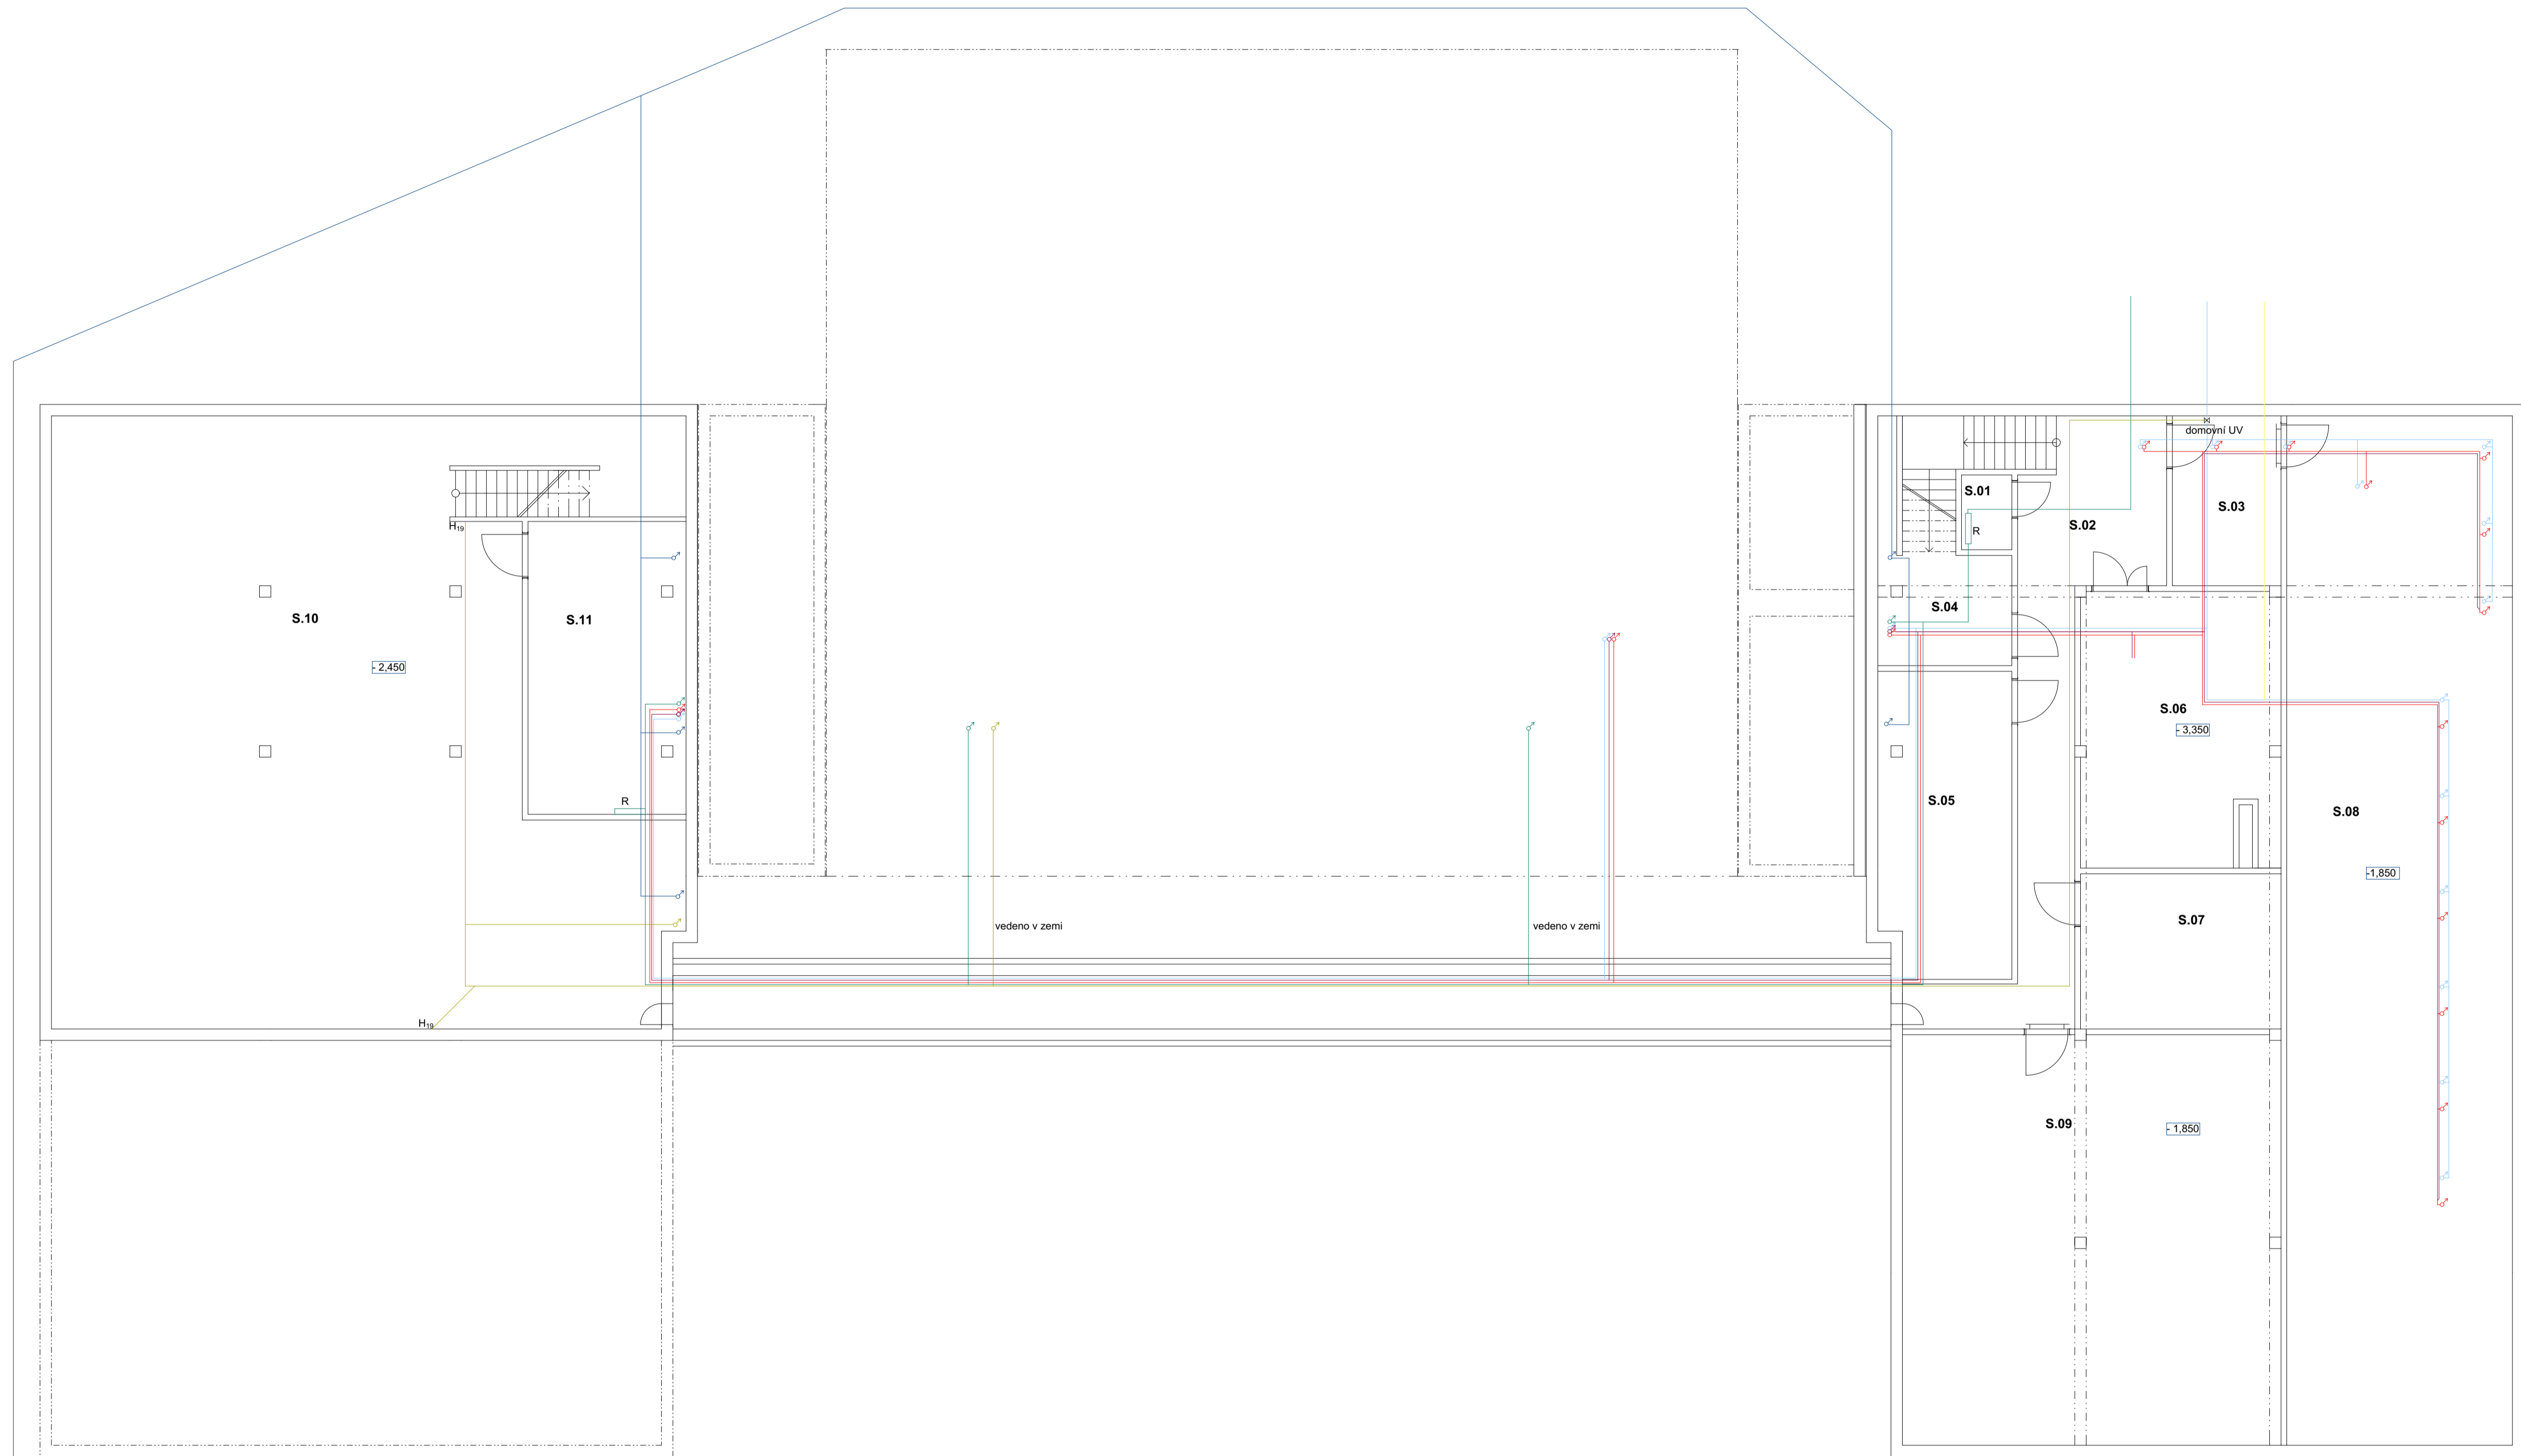 domovní UV
S.01
S.03
S.02
R
H19
S.04
S.10
S.11
- 2,450
S.06
- 3,350
R
S.05
S.08
-1,850
S.07
vedeno v zemi
vedeno v zemi
H19
S.09
- 1,850